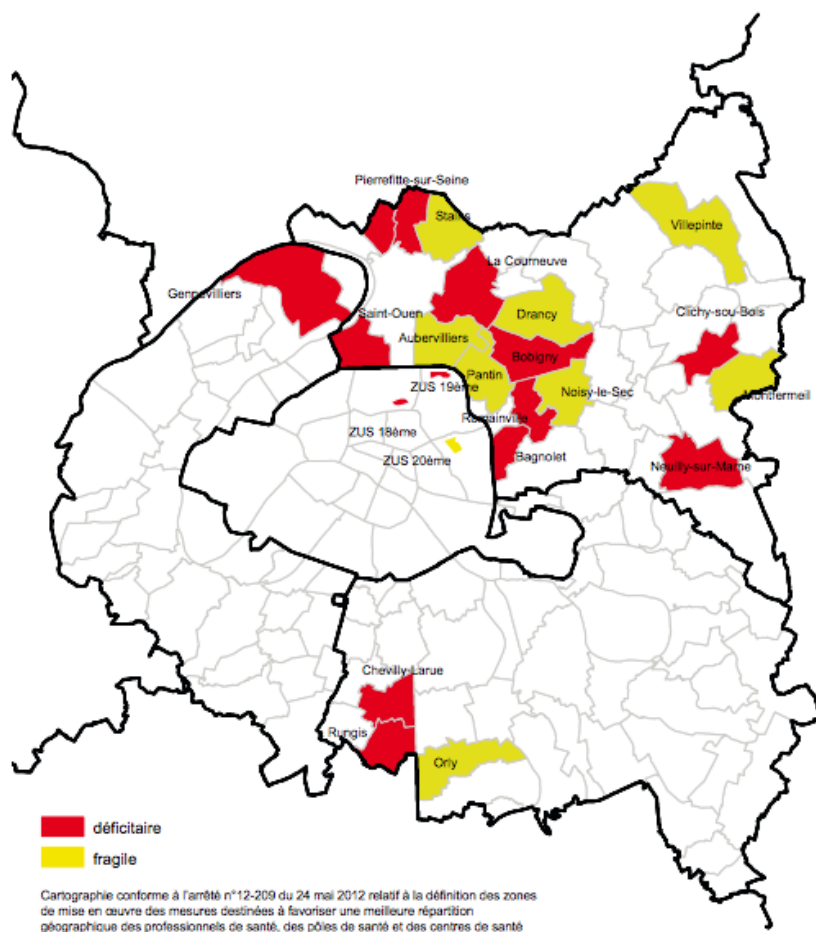 Pierrefitte-sur-Seine
Stains
Villepinte
La Courneuve
Gennevilliers
Saint-Ouen
Drancy
Clichy-sou-Bois
Aubervilliers
Bobigny
Pantin
ZUS 19ème
Noisy-le-Sec
Montfermeil
Romainville
ZUS 18ème
Bagnolet
ZUS 20ème
Neuilly-sur-Marne
Chevilly-Larue
Rungis
Orly
déficitaire
fragile
Cartographie conforme à l'arrêté n°12-209 du 24 mai 2012 relatif à la définition des zones
de mise en œuvre des mesures destinées à favoriser une meilleure répartition
géographique des professionnels de santé, des pôles de santé et des centres de santé